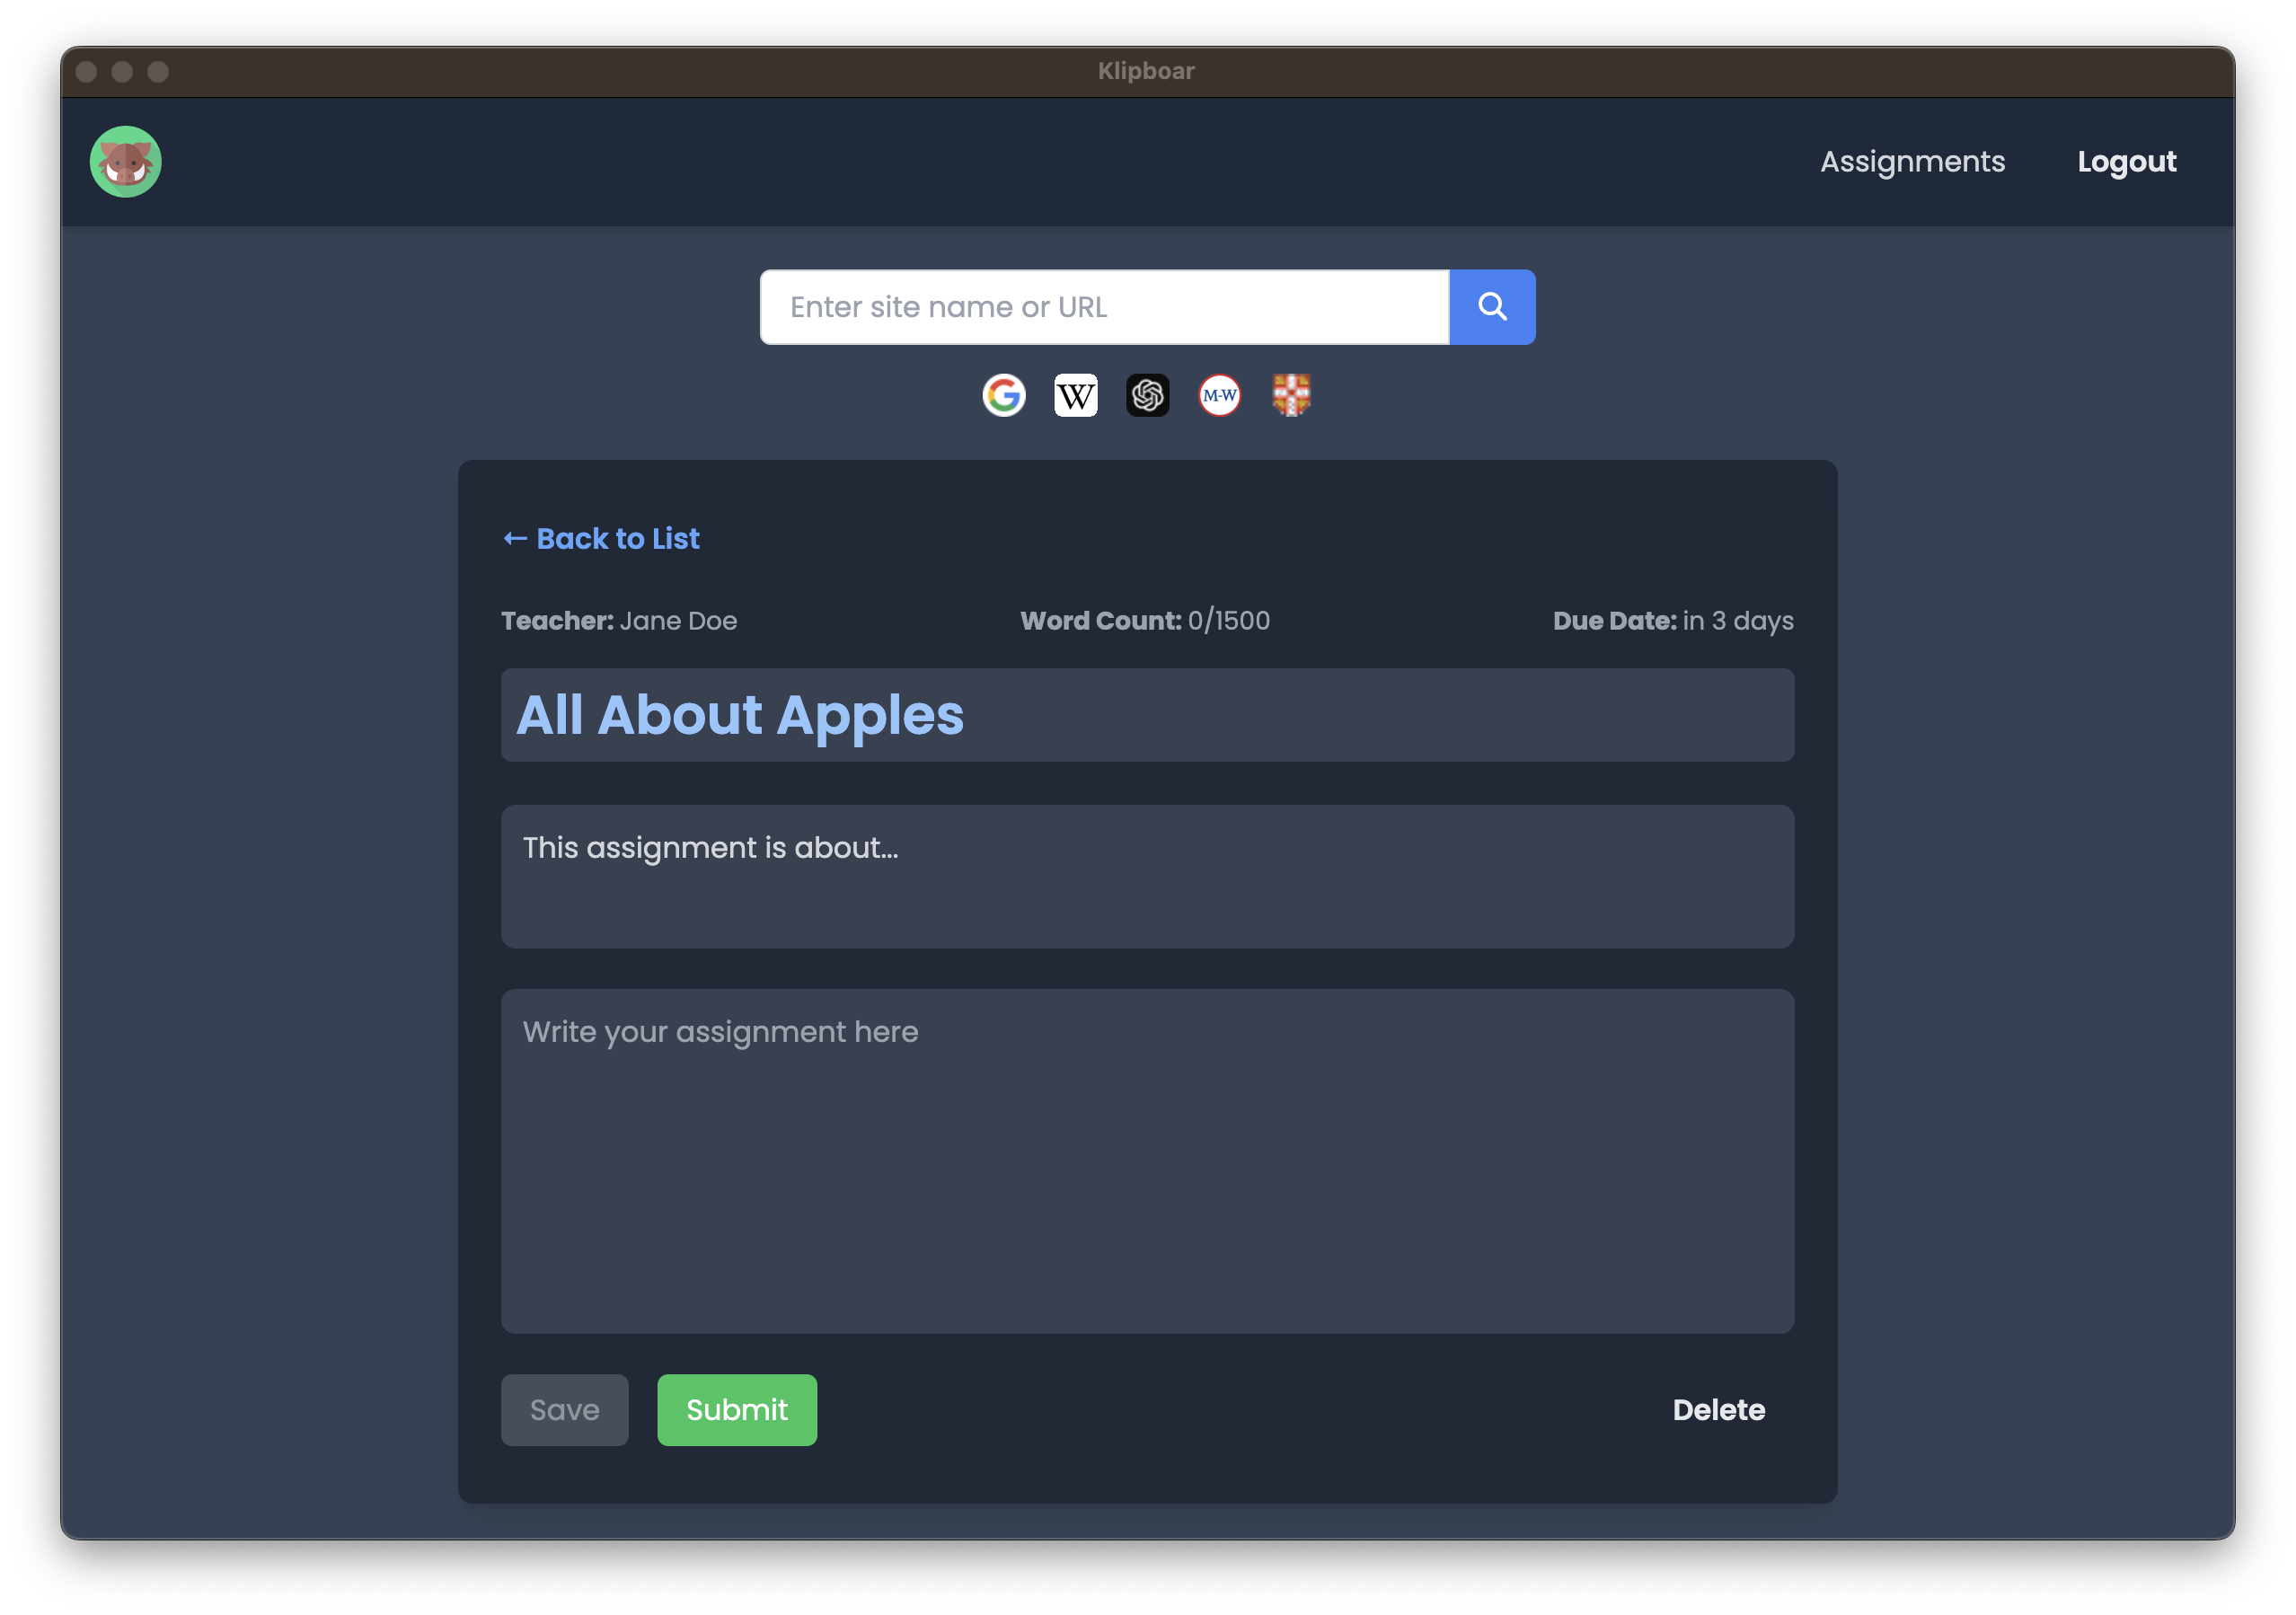 Klipboar
Assignments Logout
Enter site name or URL
W M-W
← Back to List
Teacher: Jane Doe Word Count: 0/1500 Due Date: in 3 days
All About Apples
This assignment is about...
Write your assignment here
Save Submit Delete